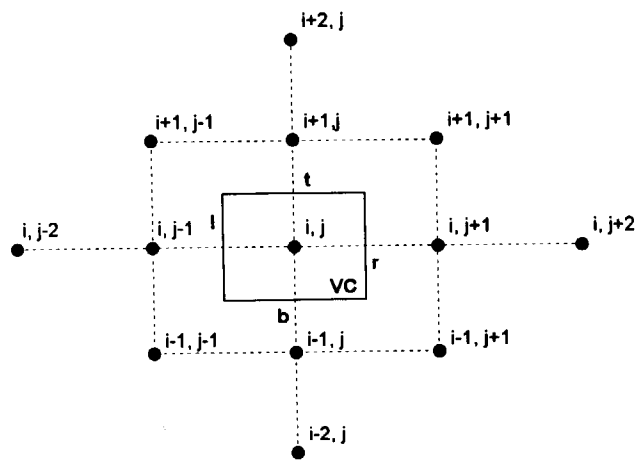 i+2, j
i+1, j-1
i+1,j
i+1, j+1
t
i, j-2
i, j-1
l
i, j
i, j+1
i, j+2
r
VC
b
i-1, j-1
i-1, j
i-1, j+1
i-2, j